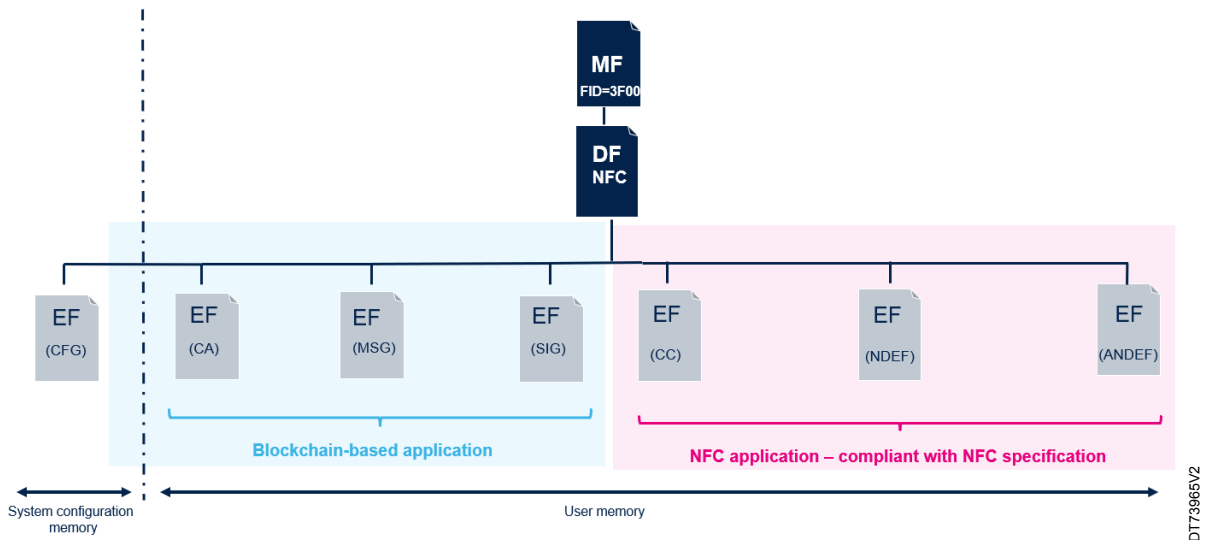 MF
FID=3F00
DF
NFC
EF
(CFG)
EF
(CA)
EF
(MSG)
EF
(SIG)
EF
(CC)
EF
(NDEF)
EF
(ANDEF)
Blockchain-based application
NFC application – compliant with NFC specification
System configuration
memory
User memory
DT73965V2